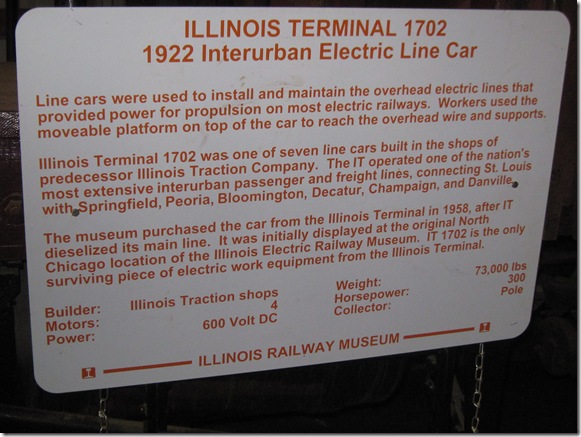 ILLINOIS TERMINAL 1702
1922 Interurban Electric Line Car
Line cars were used to install and maintain the overhead electric lines that
provided power for propulsion on most electric railways. Workers used the
moveable platform on top of the car to reach the overhead wire and supports.
Illinois Terminal 1702 was one of seven line cars built in the shops of
predecessor Illinois Traction Company. The IT operated one of the nation's
most extensive interurban passenger and freight lines, connecting St. Louis
with Springfield, Peoria, Bloomington, Decatur, Champaign, and Danville.
The museum purchased the car from the Illinois Terminal in 1958, after IT
dieselized its main line. It was initially displayed at the original North
Chicago location of the Illinois Electric Railway Museum. IT 1702 is the only
surviving piece of electric work equipment from the Illinois Terminal.
Builder: Illinois Traction shops
Motors: 4
Power: 600 Volt DC
Weight: 73,000 lbs
Horsepower: 300
Collector: Pole
ILLINOIS RAILWAY MUSEUM